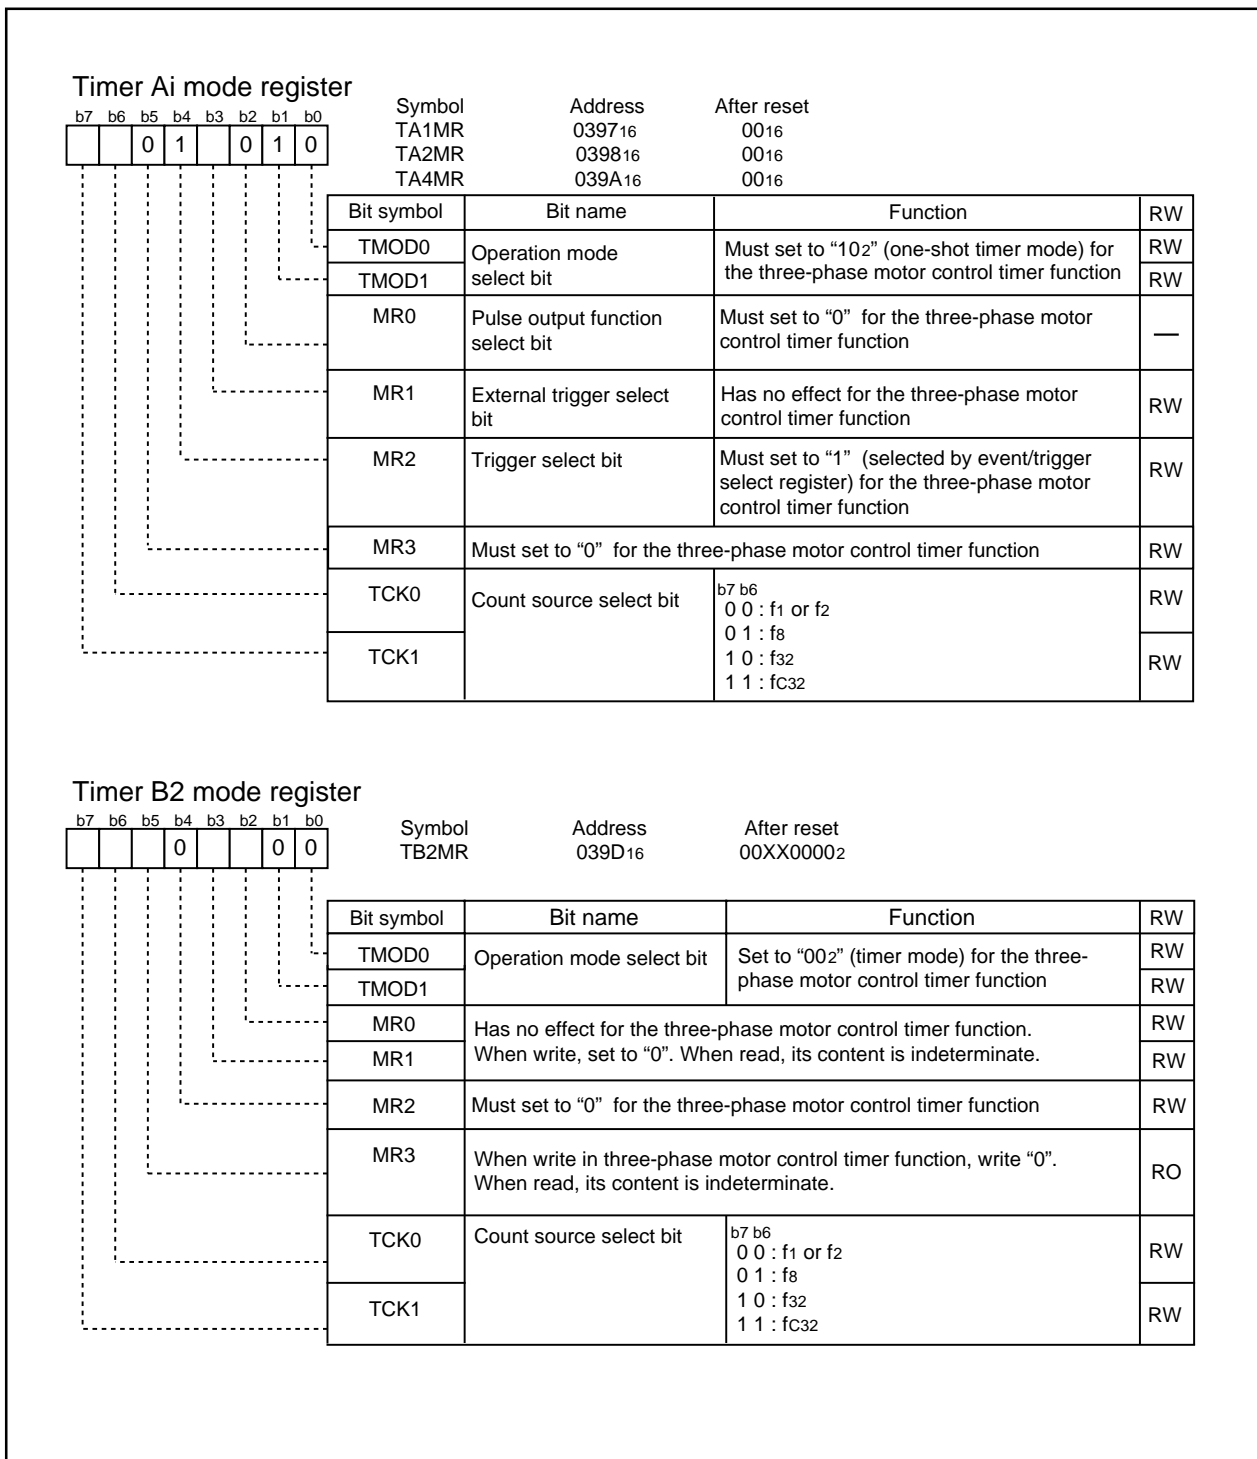 Timer Ai mode register
b7 b6 b5 b4 b3 b2 b1 b0
0 1 0 1 0
Symbol Address After reset
TA1MR 039716 0016
TA2MR 039816 0016
TA4MR 039A16 0016
Bit symbol Bit name Function RW
TMOD0 Operation mode Must set to “102” (one-shot timer mode) for RW
TMOD1 select bit the three-phase motor control timer function RW
MR0 Pulse output function Must set to “0” for the three-phase motor —
select bit control timer function
MR1 External trigger select Has no effect for the three-phase motor RW
bit control timer function
MR2 Trigger select bit Must set to “1” (selected by event/trigger RW
select register) for the three-phase motor
control timer function
MR3 Must set to “0” for the three-phase motor control timer function RW
TCK0 Count source select bit b7 b6 RW
0 0 : f1 or f2
0 1 : f8
TCK1 1 0 : f32 RW
1 1 : fC32
Timer B2 mode register
b7 b6 b5 b4 b3 b2 b1 b0
0 0 0
Symbol Address After reset
TB2MR 039D16 00XX00002
Bit symbol Bit name Function RW
TMOD0 Operation mode select bit Set to “002” (timer mode) for the three- RW
TMOD1 phase motor control timer function RW
MR0 Has no effect for the three-phase motor control timer function. RW
MR1 When write, set to “0”. When read, its content is indeterminate. RW
MR2 Must set to “0” for the three-phase motor control timer function RW
MR3 When write in three-phase motor control timer function, write “0”. RO
When read, its content is indeterminate.
TCK0 Count source select bit b7 b6 RW
0 0 : f1 or f2
0 1 : f8
TCK1 1 0 : f32 RW
1 1 : fC32